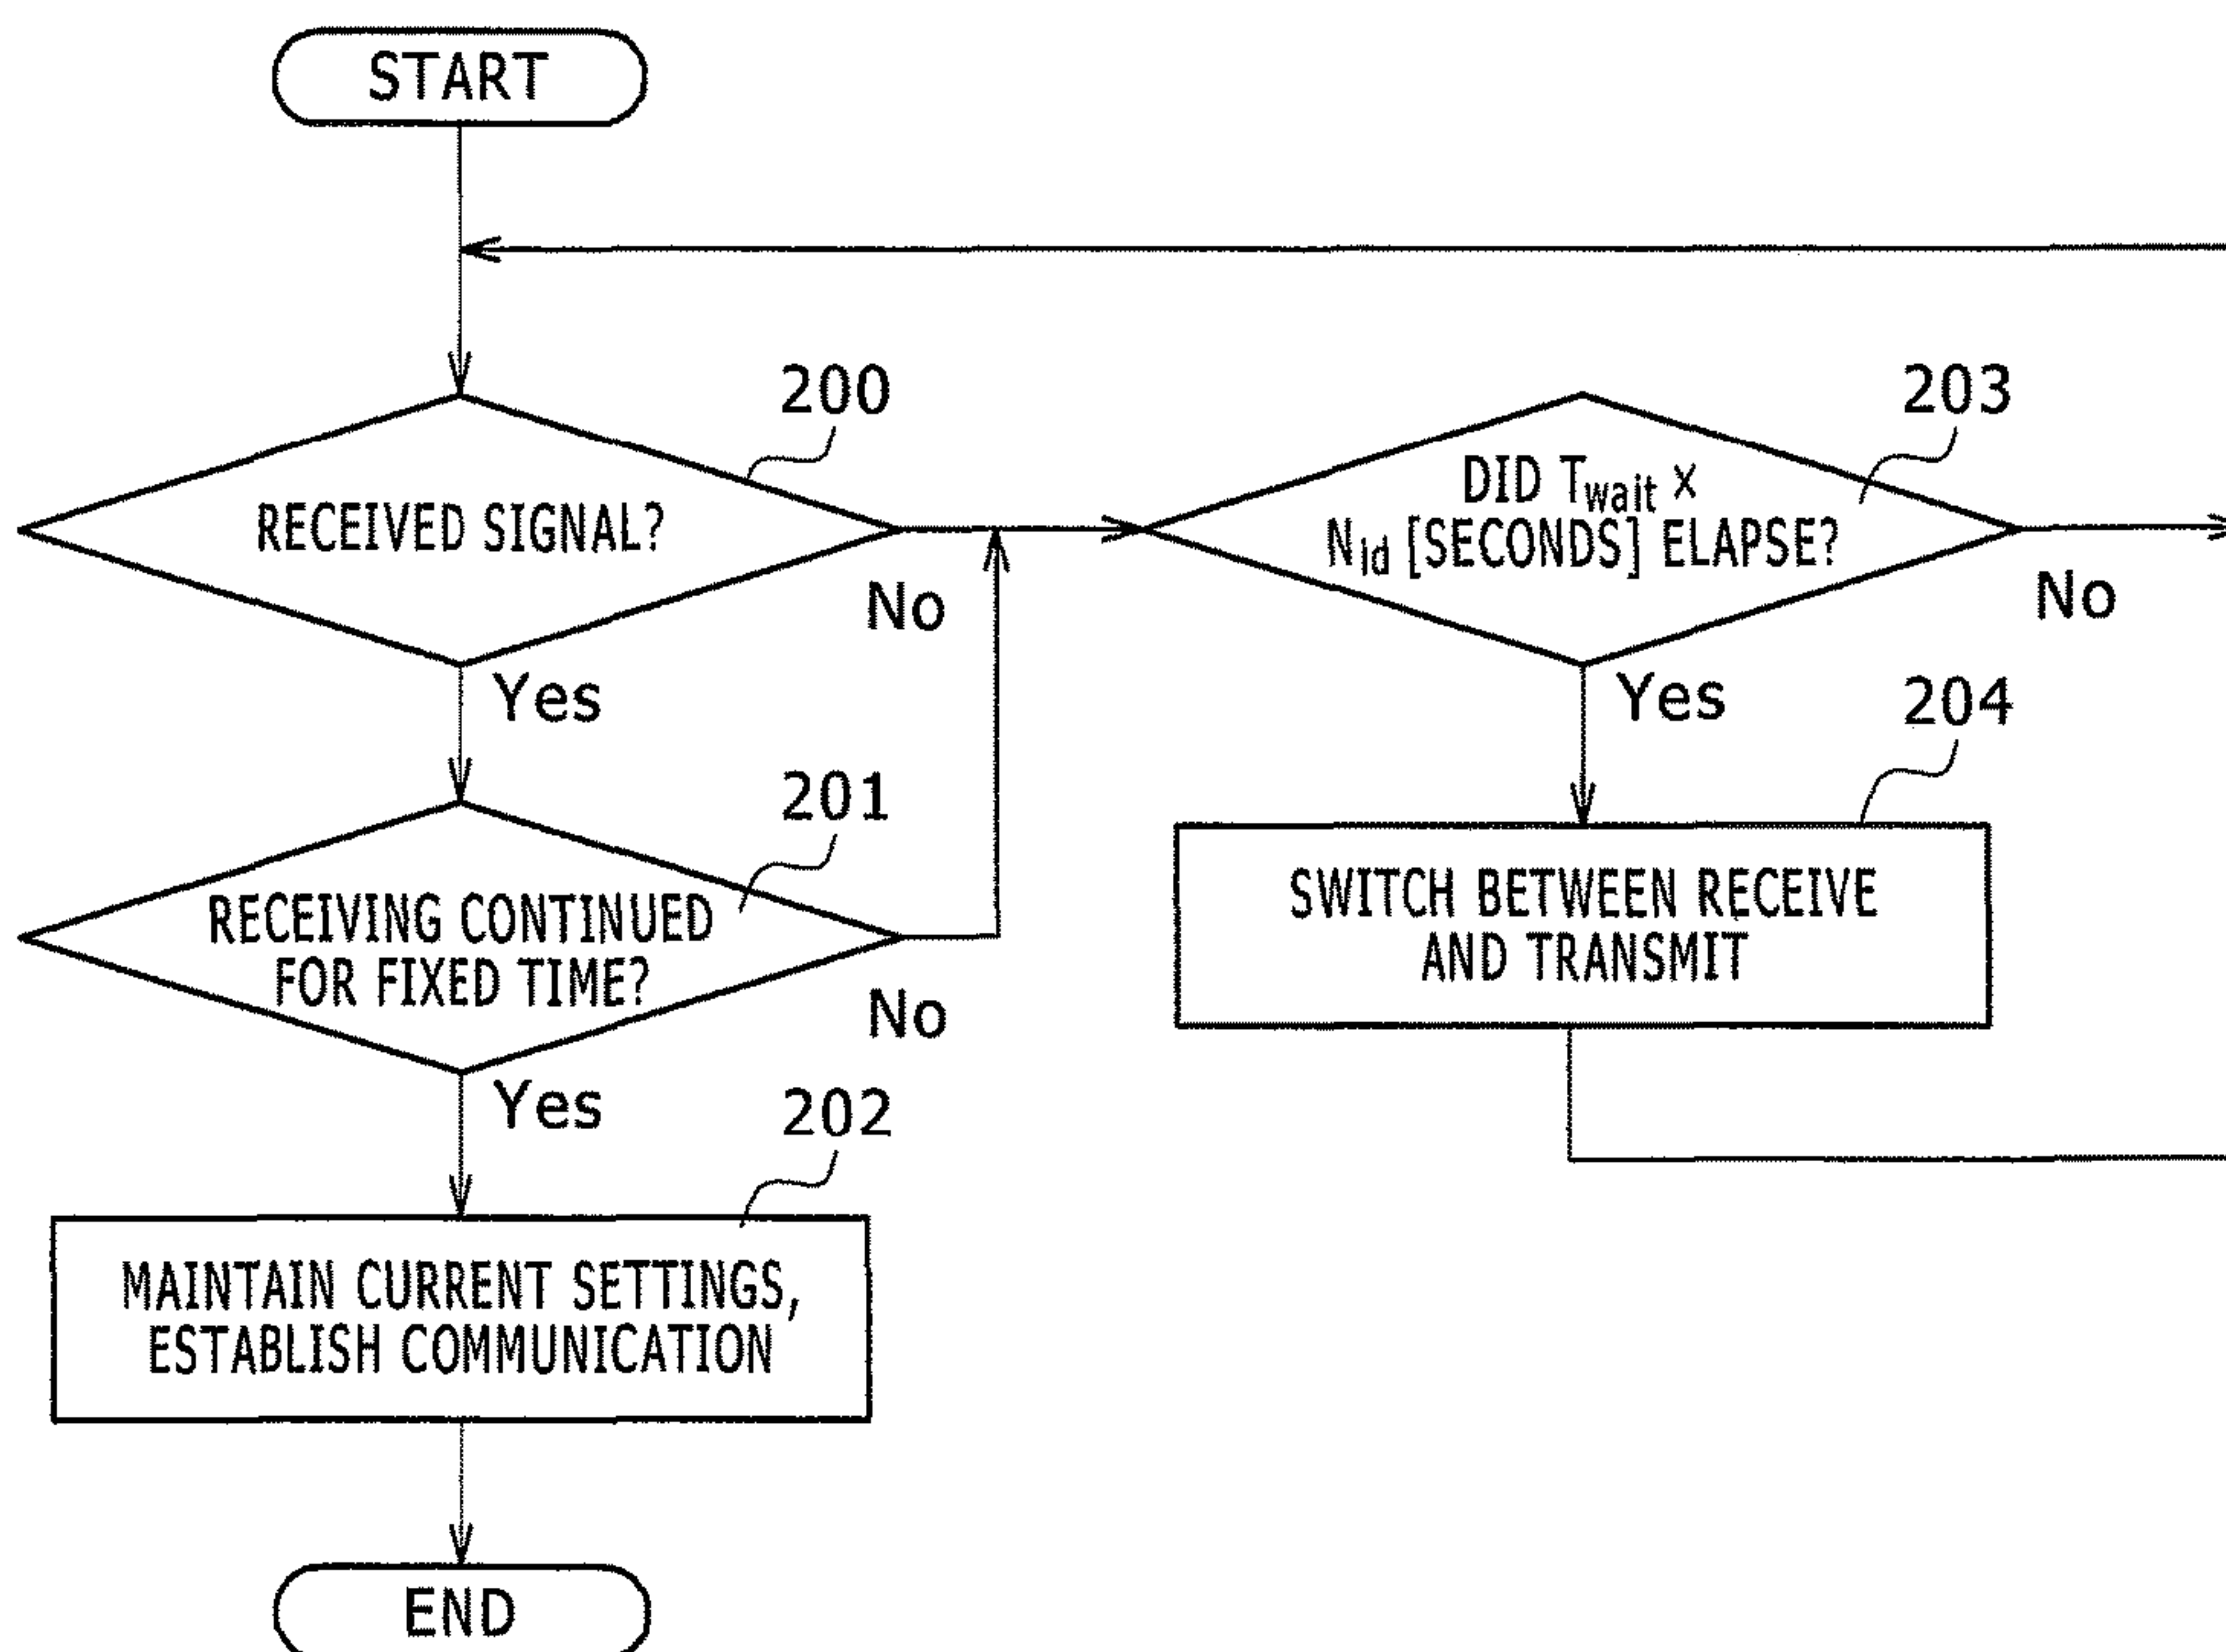 START
200
RECEIVED SIGNAL?
No
Yes
201
RECEIVING CONTINUED
FOR FIXED TIME?
No
Yes
202
MAINTAIN CURRENT SETTINGS,
ESTABLISH COMMUNICATION
END
203
DID Twait ×
Nid [SECONDS] ELAPSE?
No
Yes
204
SWITCH BETWEEN RECEIVE
AND TRANSMIT